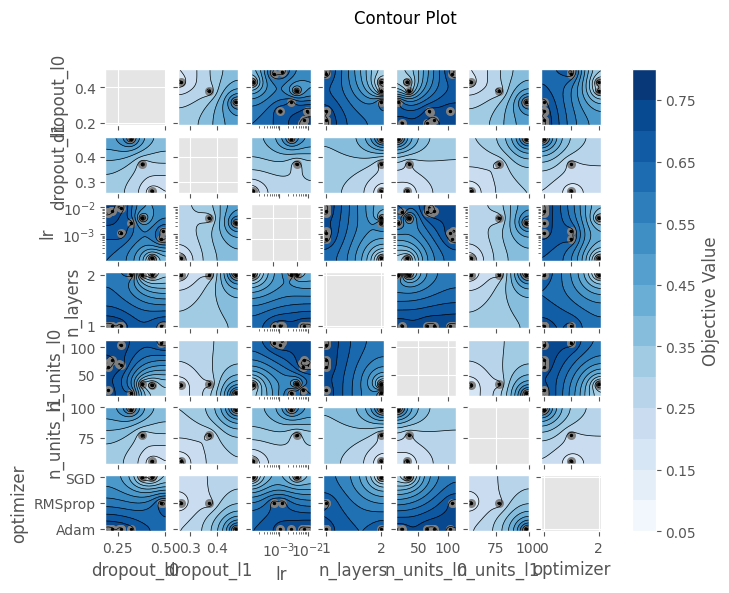 Contour Plot
dropout_l0
0.4
0.2
dropout_l1
0.4
0.3
lr
10−2
10−3
n_layers
2
1
n_units_l0
100
50
n_units_l1
100
75
optimizer
SGD
RMSprop
Adam
0.25 0.50 0.3 0.4 10−3 10−2 1 2 50 100 75 100 0 2
dropout_l0 dropout_l1 lr n_layers n_units_l0 n_units_l1 optimizer
0.75
0.65
0.55
0.45
0.35
0.25
0.15
0.05
Objective Value